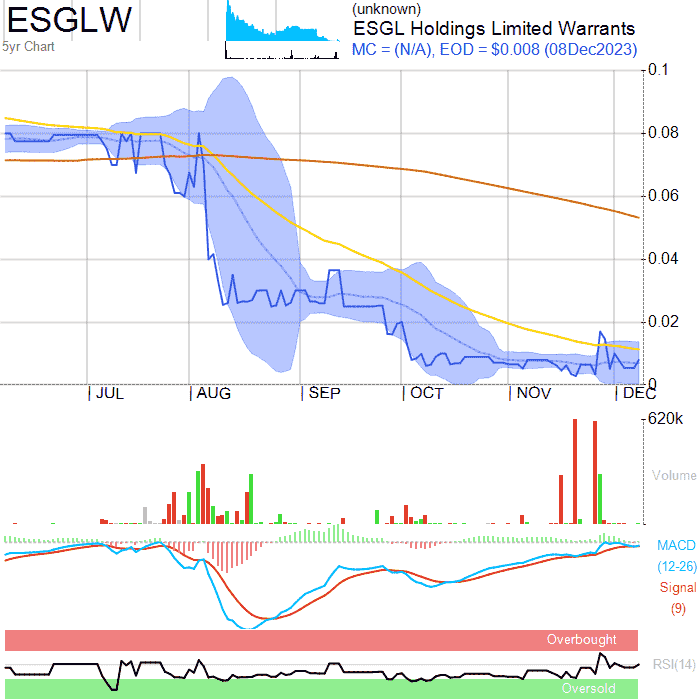 ESGLW
5yr Chart
(unknown)
ESGL Holdings Limited Warrants
MC = (N/A), EOD = $0.008 (08Dec2023)
0.1
0.08
0.06
0.04
0.02
0
JUL AUG SEP OCT NOV DEC
620k
Volume
MACD
(12-26)
Signal
(9)
Overbought
RSI(14)
Oversold